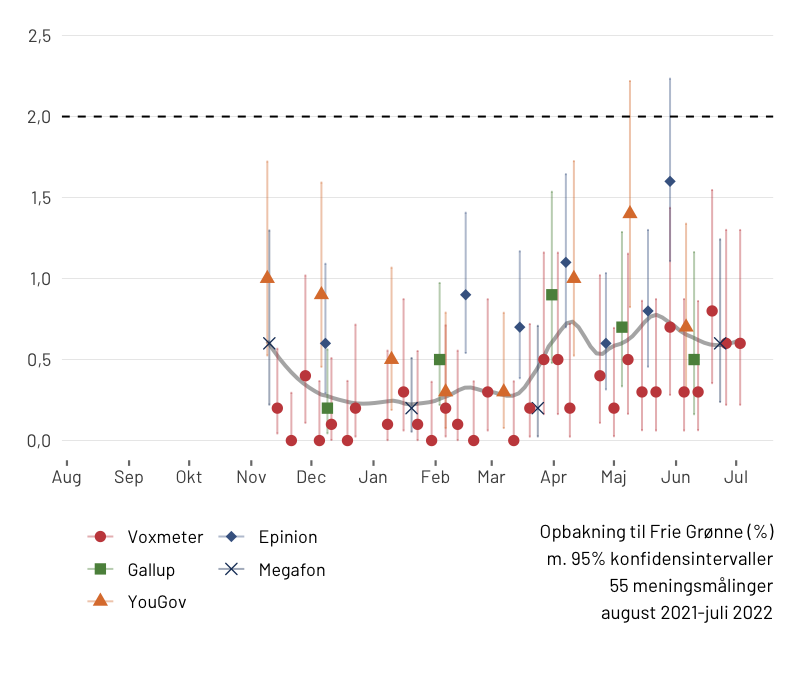 2,5
2,0
1,5
1,0
0,5
0,0
Aug Sep Okt Nov Dec Jan Feb Mar Apr Maj Jun Jul
Voxmeter Epinion
Gallup Megafon
YouGov
Opbakning til Frie Grønne (%)
m. 95% konfidensintervaller
55 meningsmålinger
august 2021-juli 2022